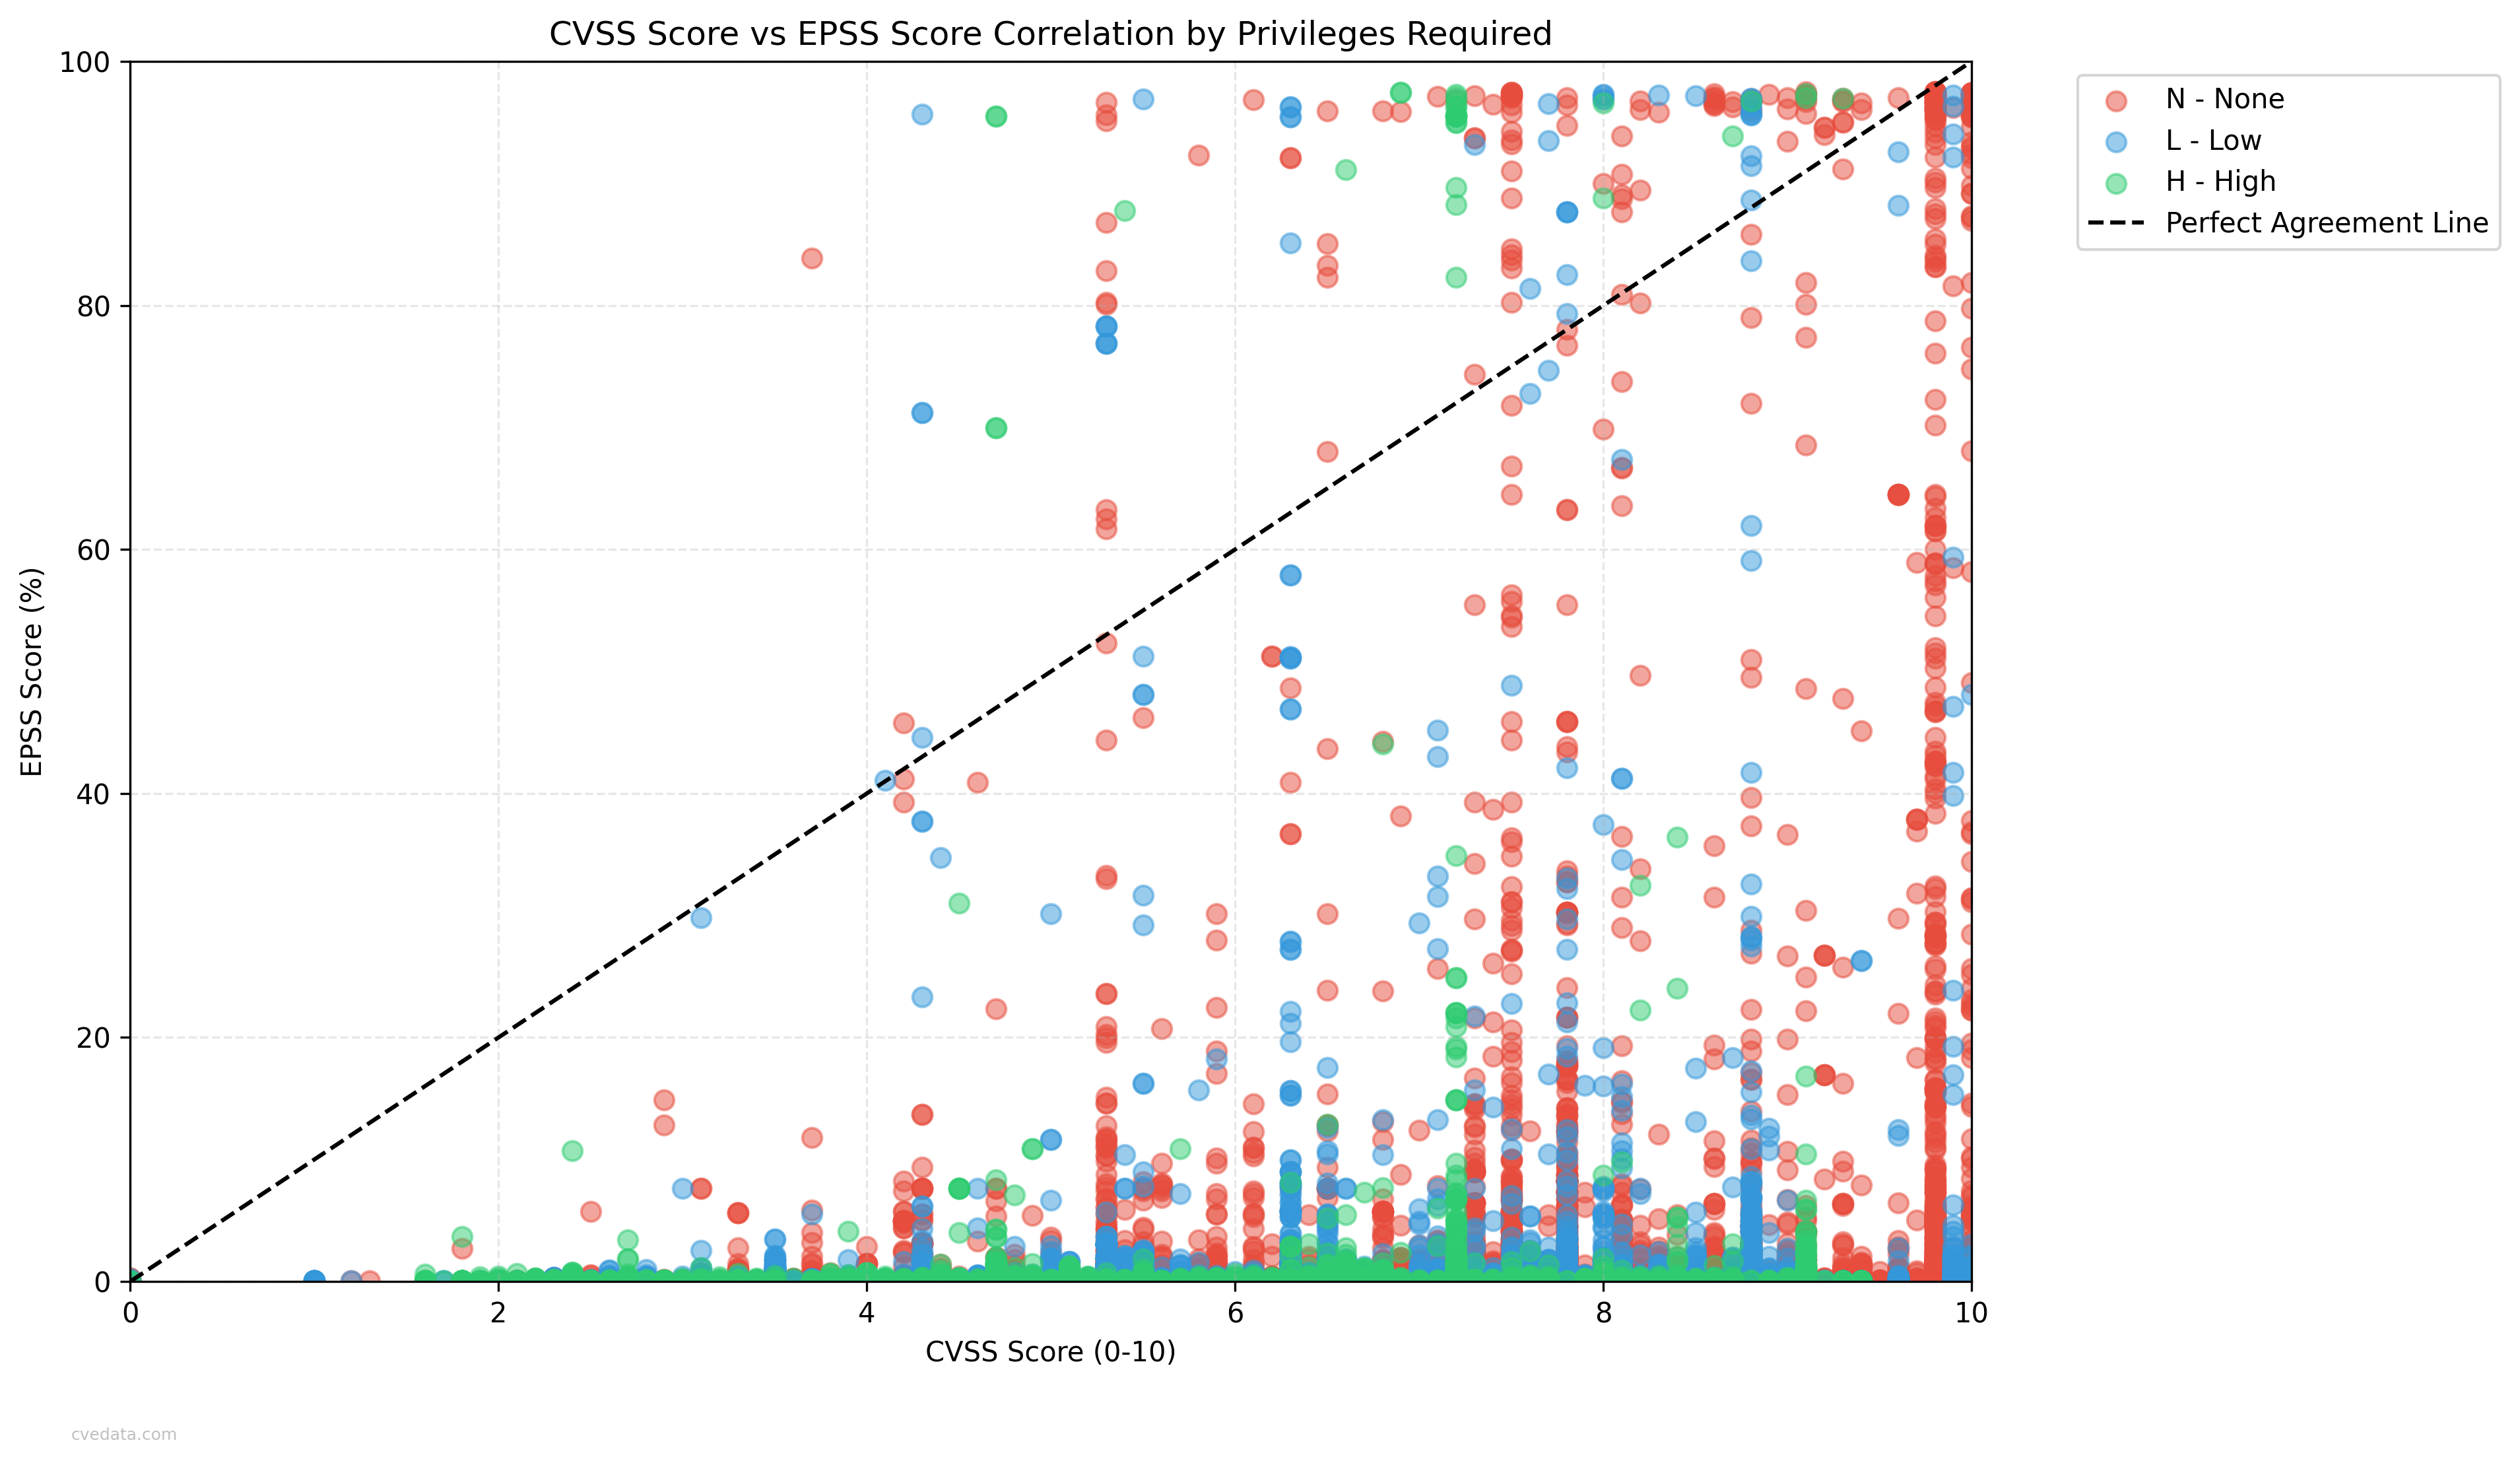 CVSS Score vs EPSS Score Correlation by Privileges Required
100
80
60
40
20
0
EPSS Score (%)
0 2 4 6 8 10
CVSS Score (0-10)
N - None
L - Low
H - High
Perfect Agreement Line
cvedata.com